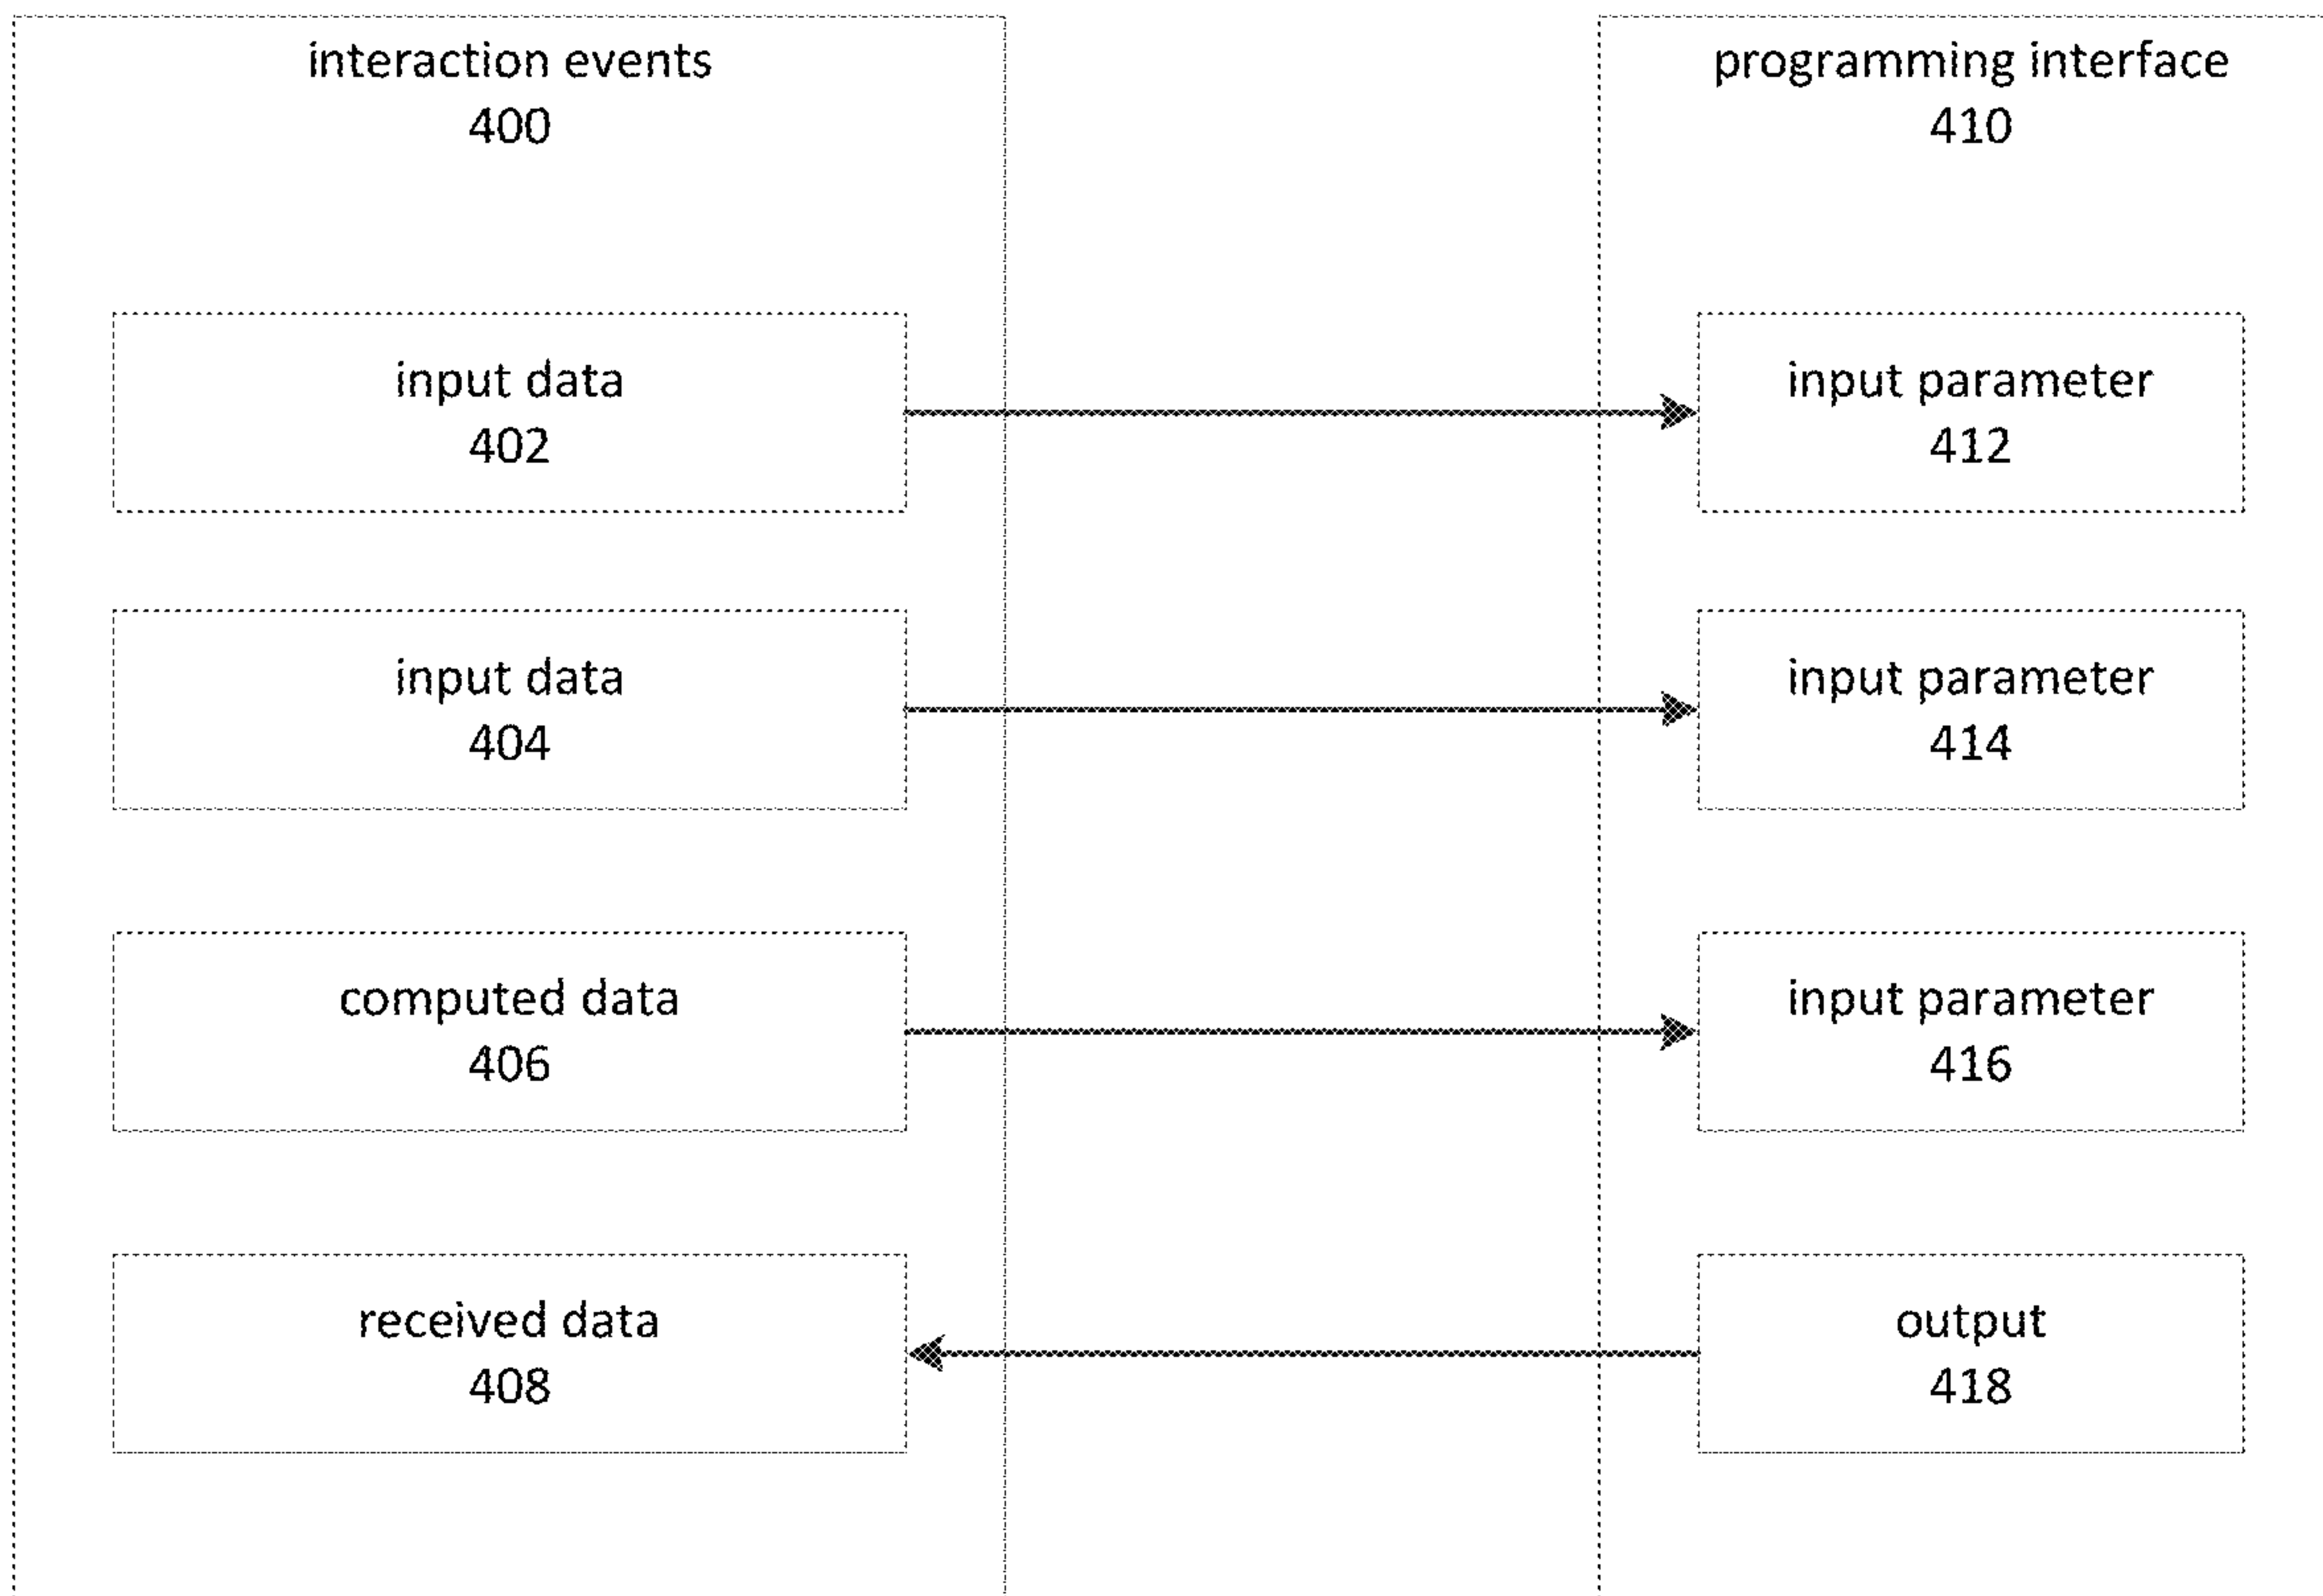 interaction events
400
programming interface
410
input data
402
input parameter
412
input data
404
input parameter
414
computed data
406
input parameter
416
received data
408
output
418